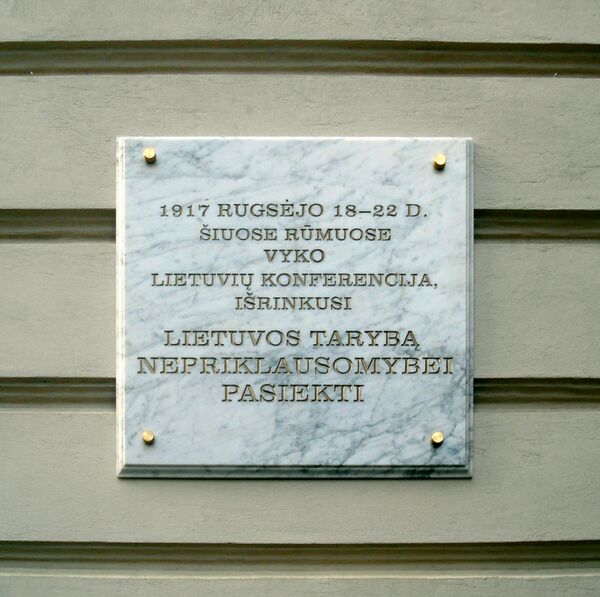 1917 RUGSĖJO 18–22 D.
ŠIUOSE RŪMUOSE
VYKO
LIETUVIŲ KONFERENCIJA,
IŠRINKUSI
LIETUVOS TARYBĄ
NEPRIKLAUSOMYBEI
PASIEKTI